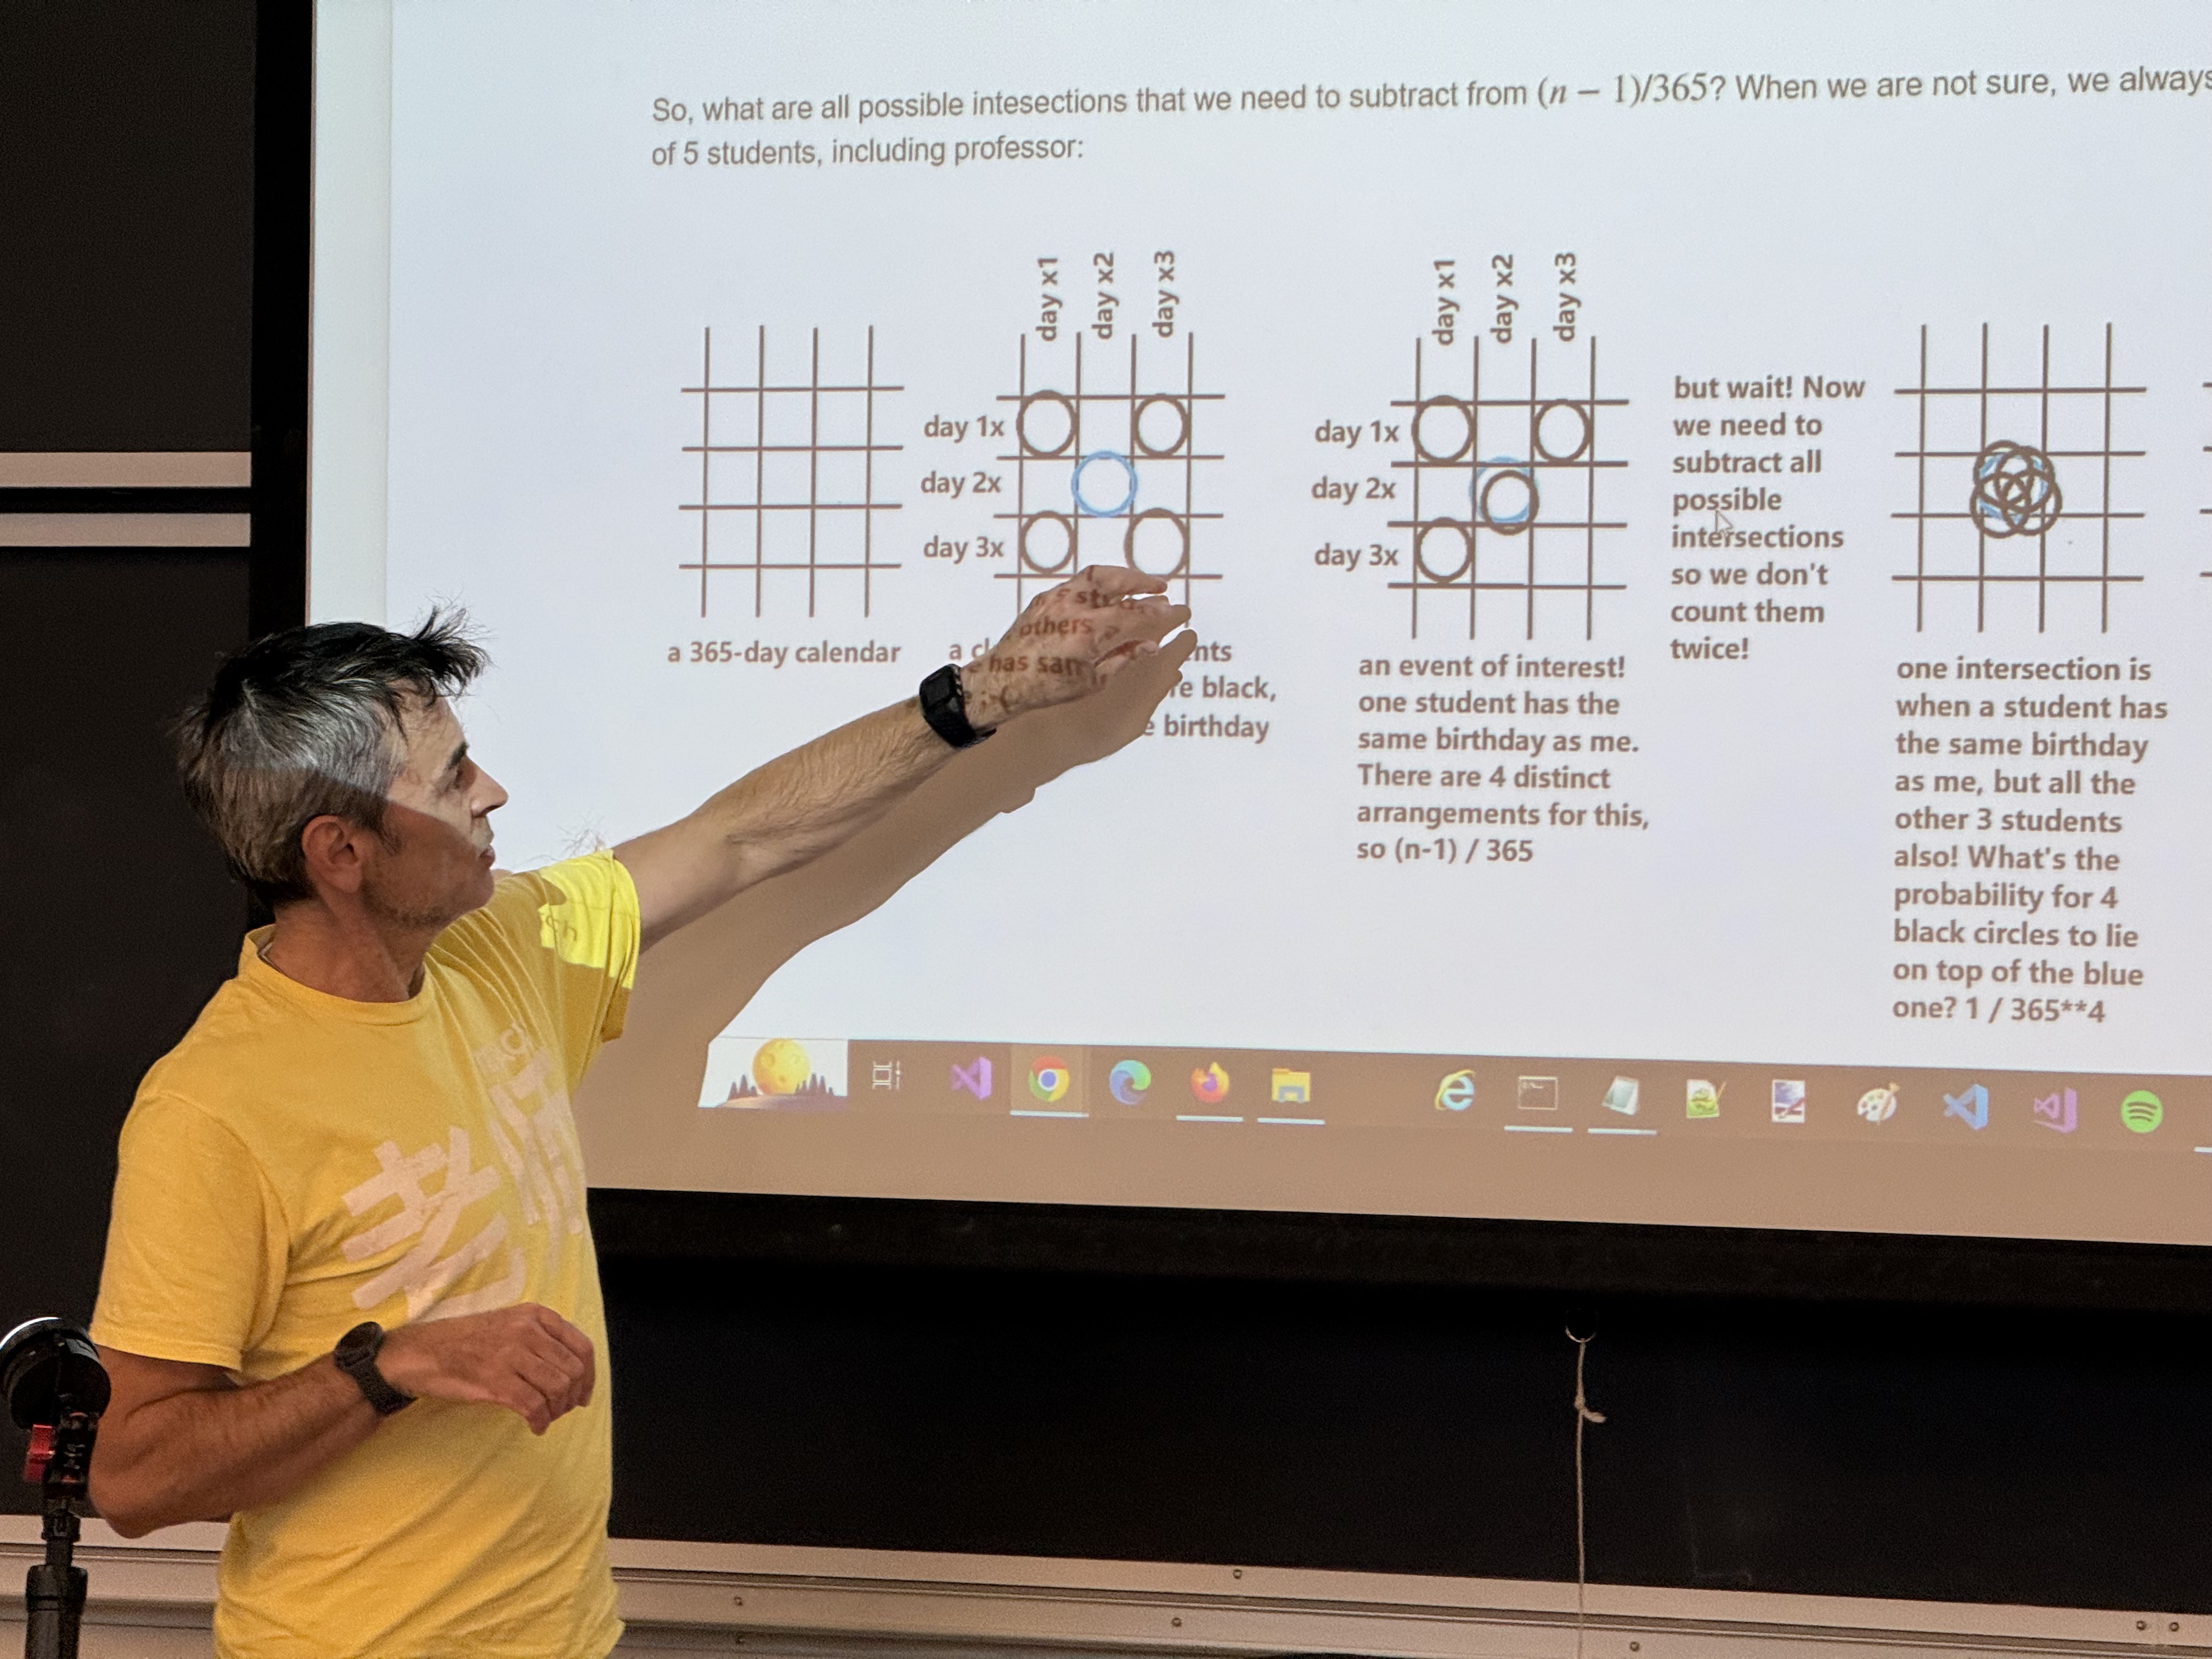 So, what are all possible intesections that we need to subtract from (n − 1)/365? When we are not sure, we always
of 5 students, including professor:
day x1
day x2
day x3
day 1x
day 2x
day 3x
day x1
day x2
day x3
day 1x
day 2x
day 3x
but wait! Now
we need to
subtract all
possible
intersections
so we don't
count them
twice!
a 365-day calendar
a
others
has
black,
birthday
an event of interest!
one student has the
same birthday as me.
There are 4 distinct
arrangements for this,
so (n-1) / 365
one intersection is
when a student has
the same birthday
as me, but all the
other 3 students
also! What's the
probability for 4
black circles to lie
on top of the blue
one? 1 / 365**4
老师